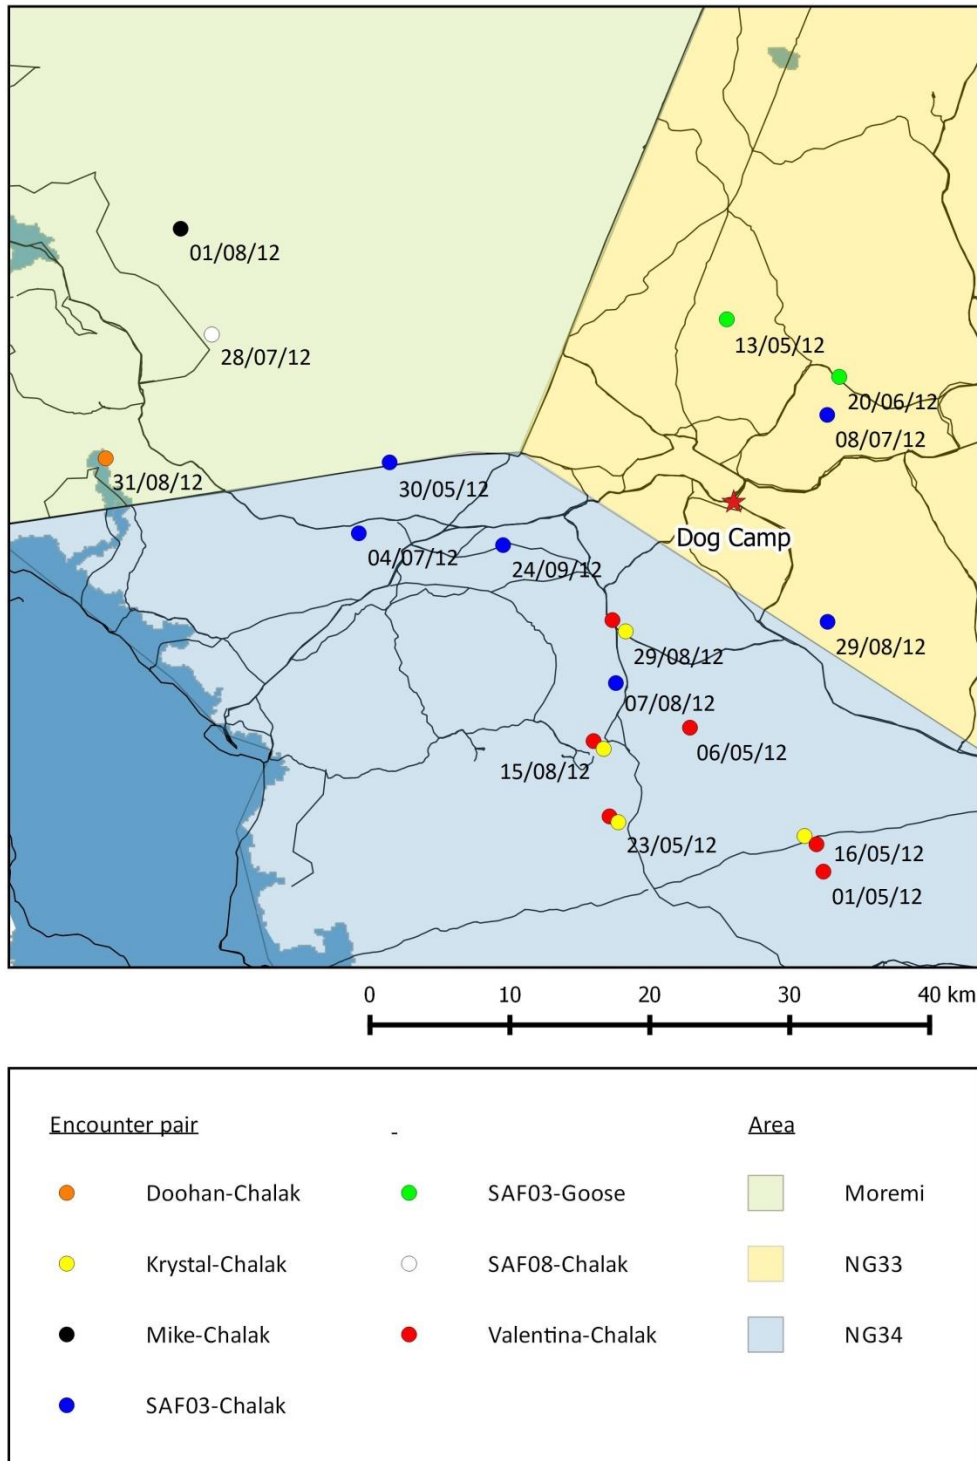 01/08/12
28/07/12
13/05/12
20/06/12
08/07/12
31/08/12
30/05/12
Dog Camp
04/07/12
24/09/12
29/08/12
29/08/12
07/08/12
06/05/12
15/08/12
23/05/12
16/05/12
01/05/12
0 10 20 30 40 km
Encounter pair - Area
Doohan-Chalak SAF03-Goose Moremi
Krystal-Chalak SAF08-Chalak NG33
Mike-Chalak Valentina-Chalak NG34
SAF03-Chalak